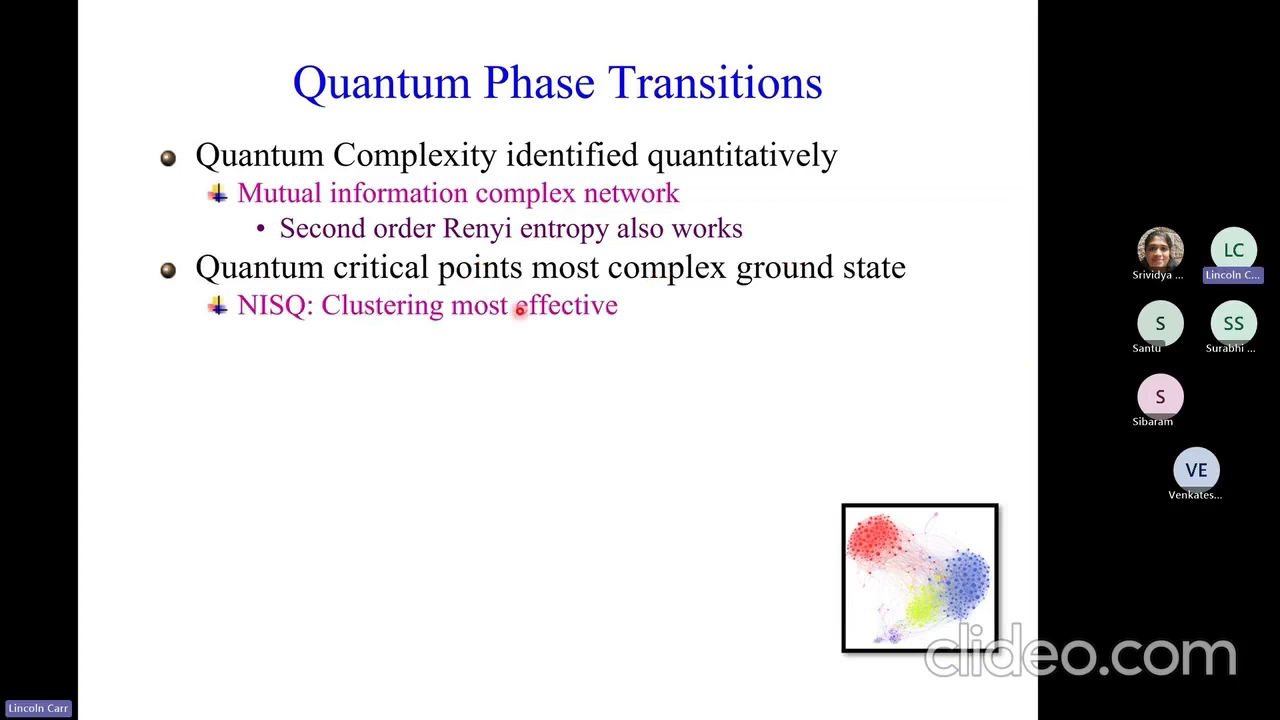 Quantum Phase Transitions
Quantum Complexity identified quantitatively
Mutual information complex network
• Second order Renyi entropy also works
Quantum critical points most complex ground state
NISQ: Clustering most effective
LC
Srividya ...
Lincoln C...
S
SS
Santu
Surabhi ...
S
Sibaram
VE
Venkates...
clideo.com
Lincoln Carr